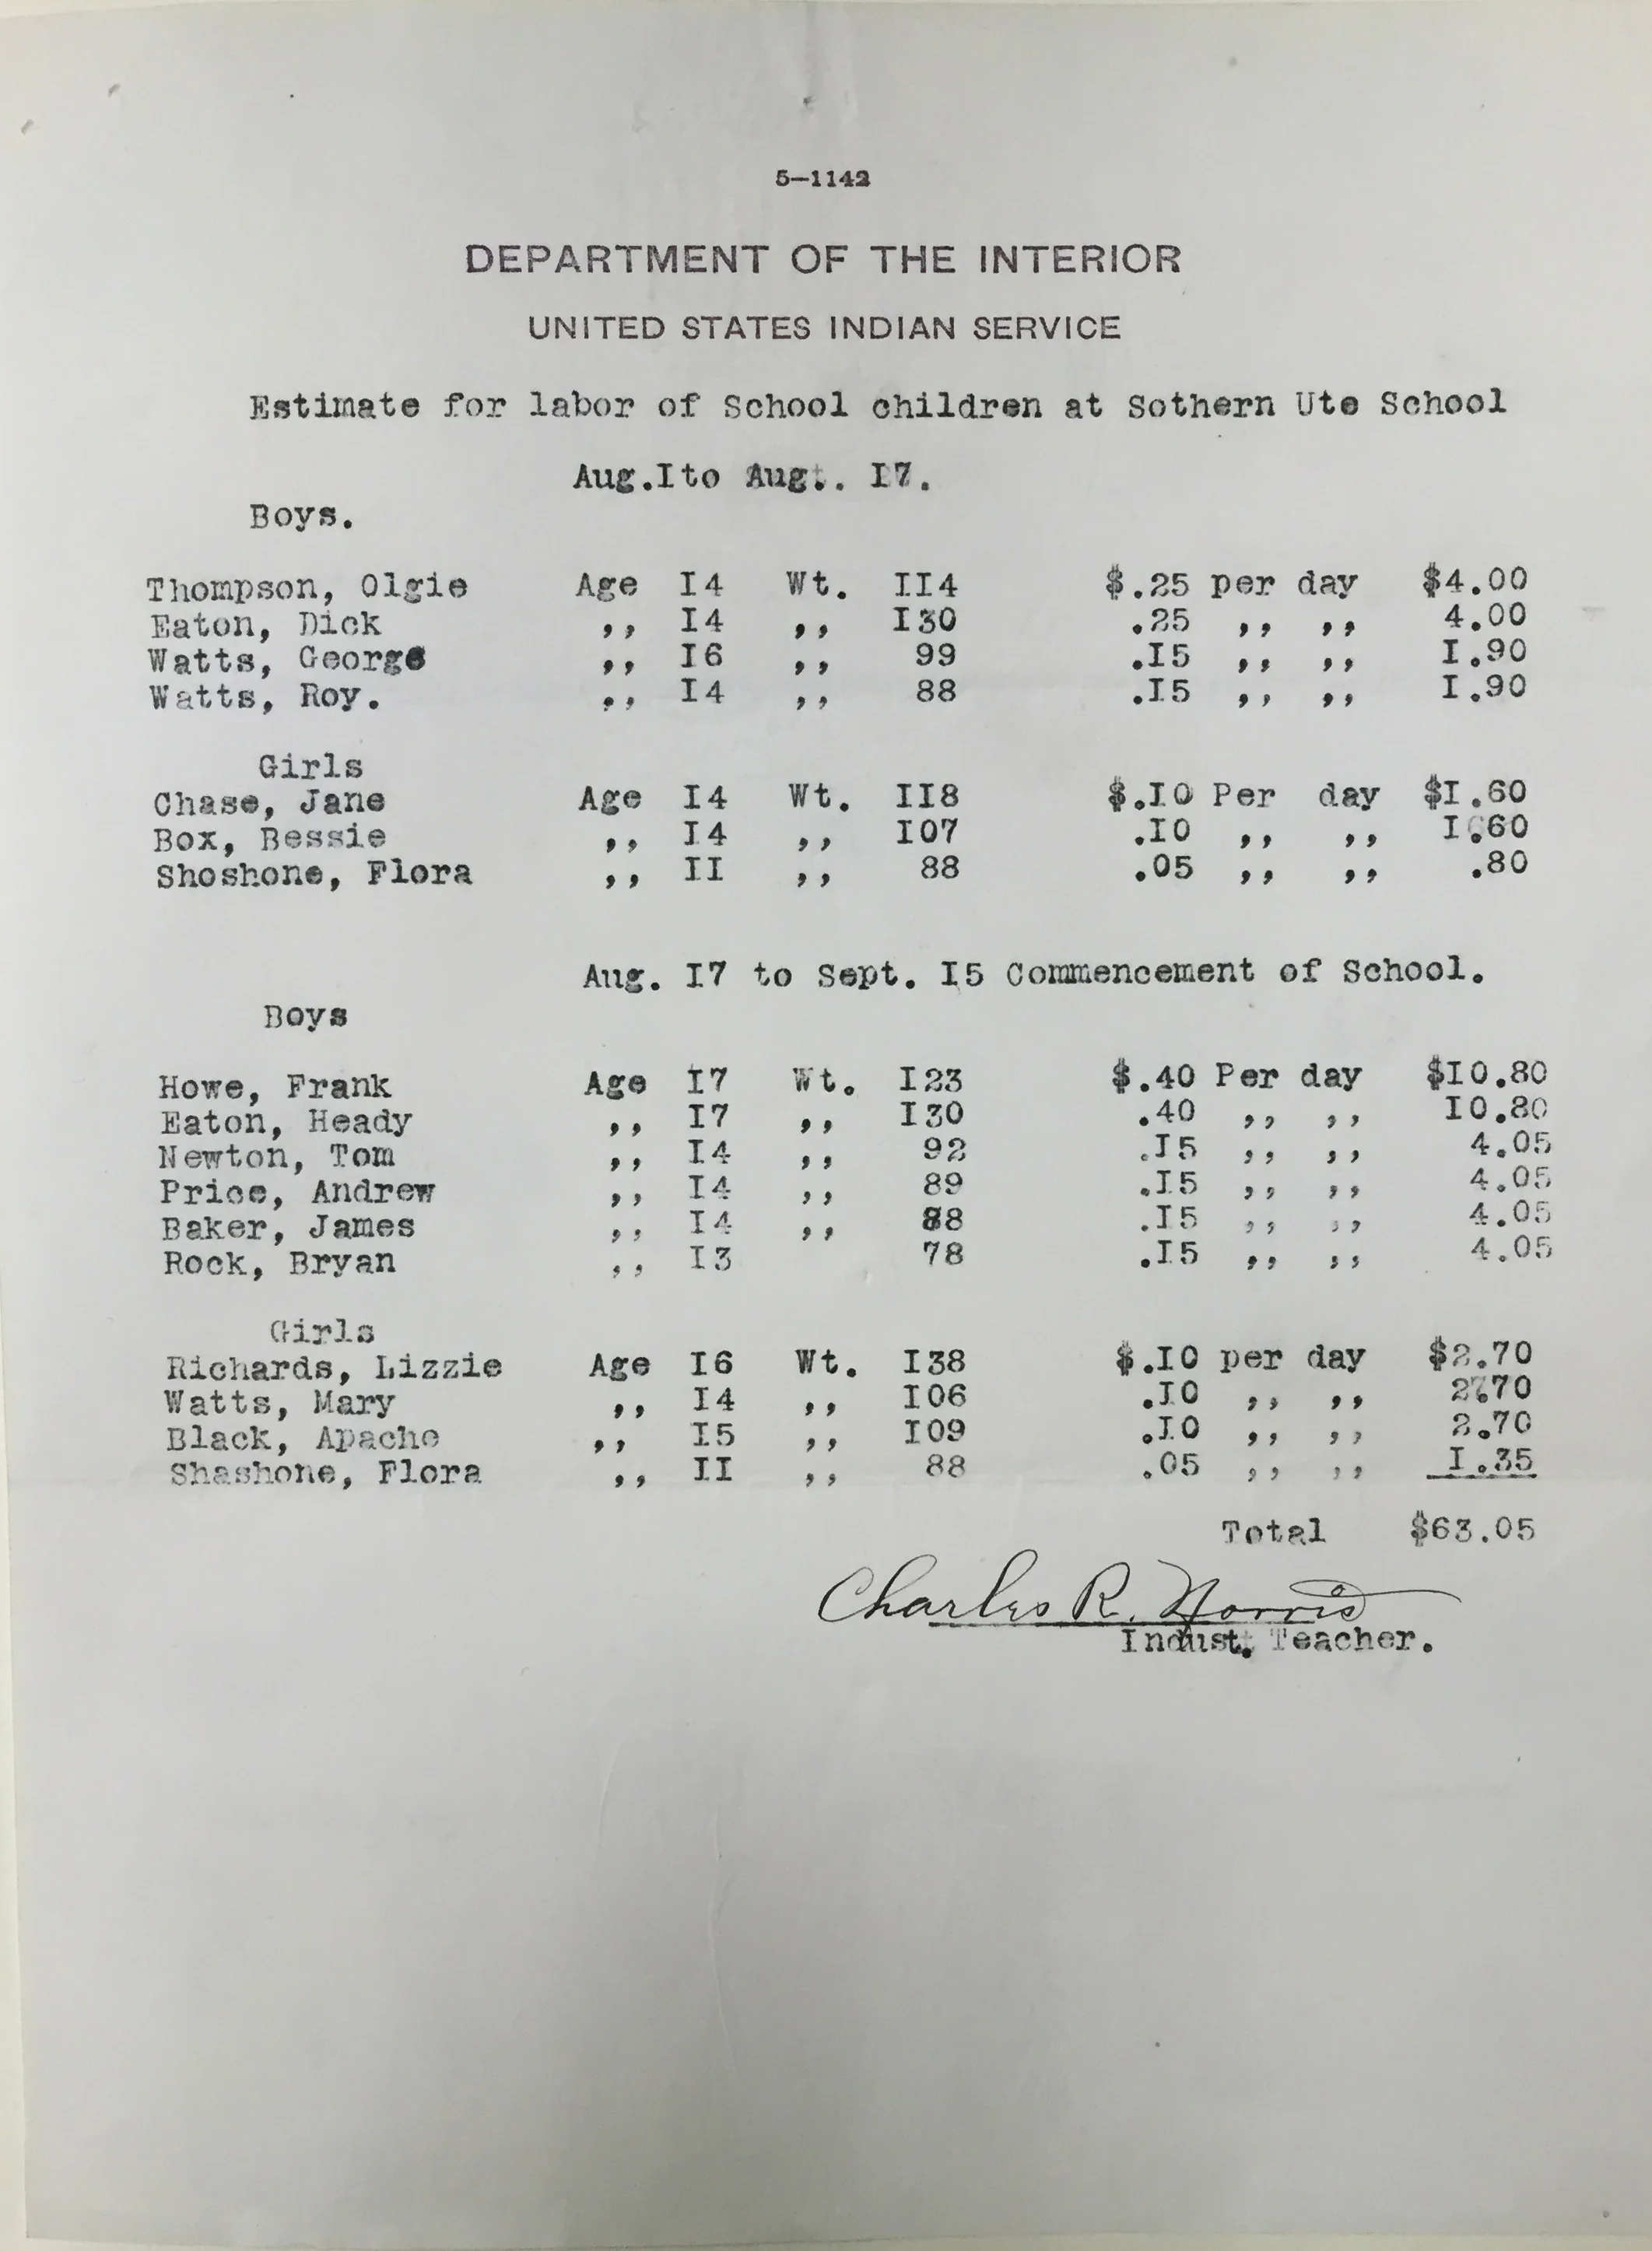 5—1142
DEPARTMENT OF THE INTERIOR
UNITED STATES INDIAN SERVICE
Estimate for labor of School children at Sothern Ute School
Aug.Ito Aug. I7.
Boys.
Thompson, Olgie Age I4 Wt. II4 $.25 per day $4.00
Eaton, Dick ,, I4 ,, I30 .25 ,, ,, 4.00
Watts, George ,, I6 ,, 99 .I5 ,, ,, I.90
Watts, Roy. ,, I4 ,, 88 .I5 ,, ,, I.90
Girls
Chase, Jane Age I4 Wt. II8 $.I0 Per day $I.60
Box, Bessie ,, I4 ,, I07 .I0 ,, ,, I.60
Shoshone, Flora ,, II ,, 88 .05 ,, ,, .80
Aug. I7 to Sept. I5 Commencement of School.
Boys
Howe, Frank Age I7 Wt. I23 $.40 Per day $I0.80
Eaton, Heady ,, I7 ,, I30 .40 ,, ,, I0.80
Newton, Tom ,, I4 ,, 92 .I5 ,, ,, 4.05
Price, Andrew ,, I4 ,, 89 .I5 ,, ,, 4.05
Baker, James ,, I4 ,, 88 .I5 ,, ,, 4.05
Rock, Bryan ,, I3 78 .I5 ,, ,, 4.05
Girls
Richards, Lizzie Age I6 Wt. I38 $.I0 per day $2.70
Watts, Mary ,, I4 ,, I06 .I0 ,, ,, 2.70
Black, Apache ,, I5 ,, I09 .I0 ,, ,, 2.70
Shashone, Flora ,, II ,, 88 .05 ,, ,, I.35
Total $63.05
Charles R. Norris
Indust. Teacher.